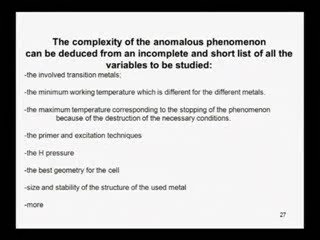 The complexity of the anomalous phenomenon
can be deduced from an incomplete and short list of all the
variables to be studied:
-the involved transition metals;
-the minimum working temperature which is different for the different metals.
-the maximum temperature corresponding to the stopping of the phenomenon
because of the destruction of the necessary conditions.
-the primer and excitation techniques
-the H pressure
-the best geometry for the cell
-size and stability of the structure of the used metal
-more
27